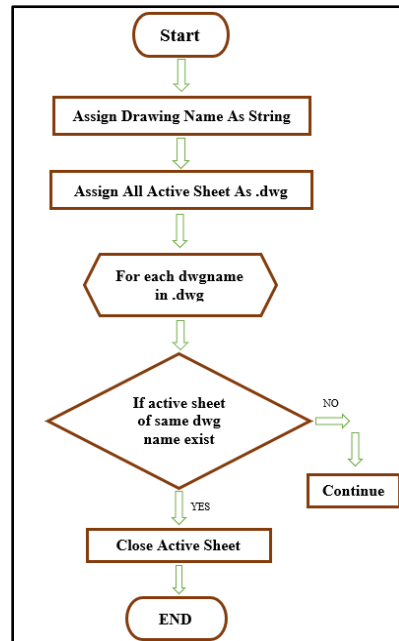 Start
Assign Drawing Name As String
Assign All Active Sheet As .dwg
For each dwgname
in .dwg
If active sheet
of same dwg
name exist
NO
Continue
YES
Close Active Sheet
END